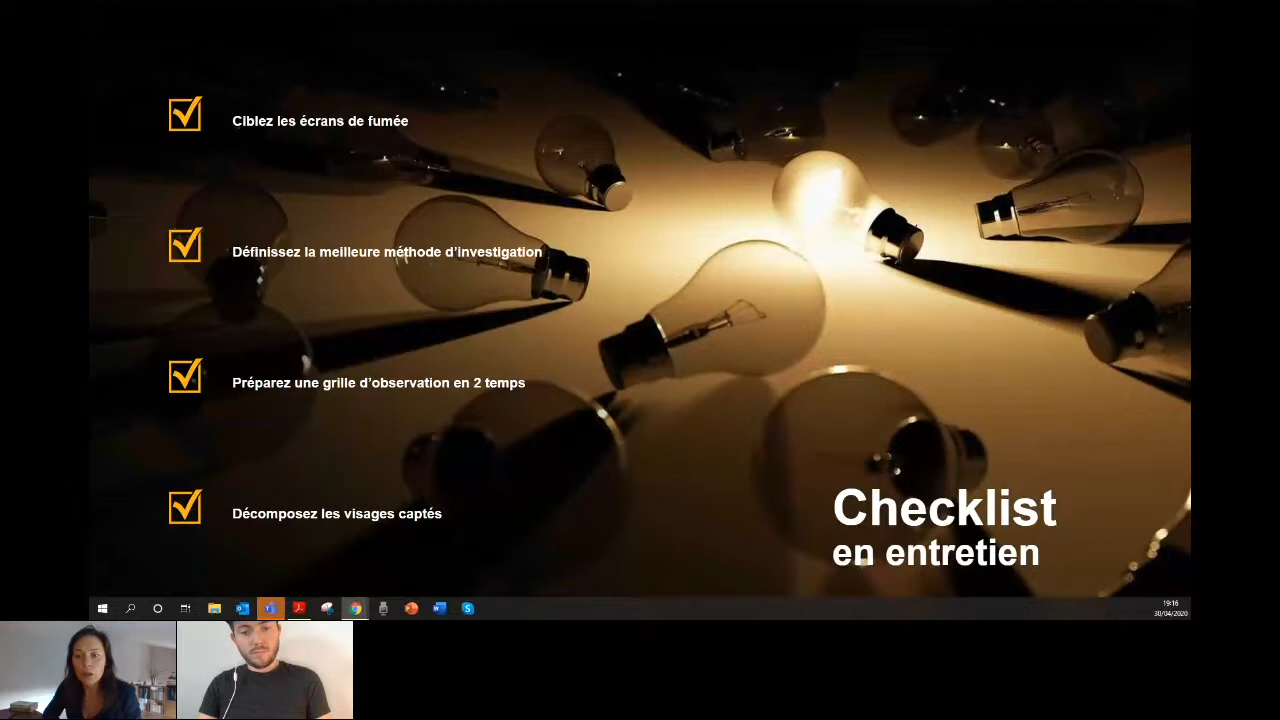 Ciblez les écrans de fumée
Définissez la meilleure méthode d'investigation
Préparez une grille d'observation en 2 temps
Décomposez les visages captés
Checklist
en entretien
19:16
30/04/2020